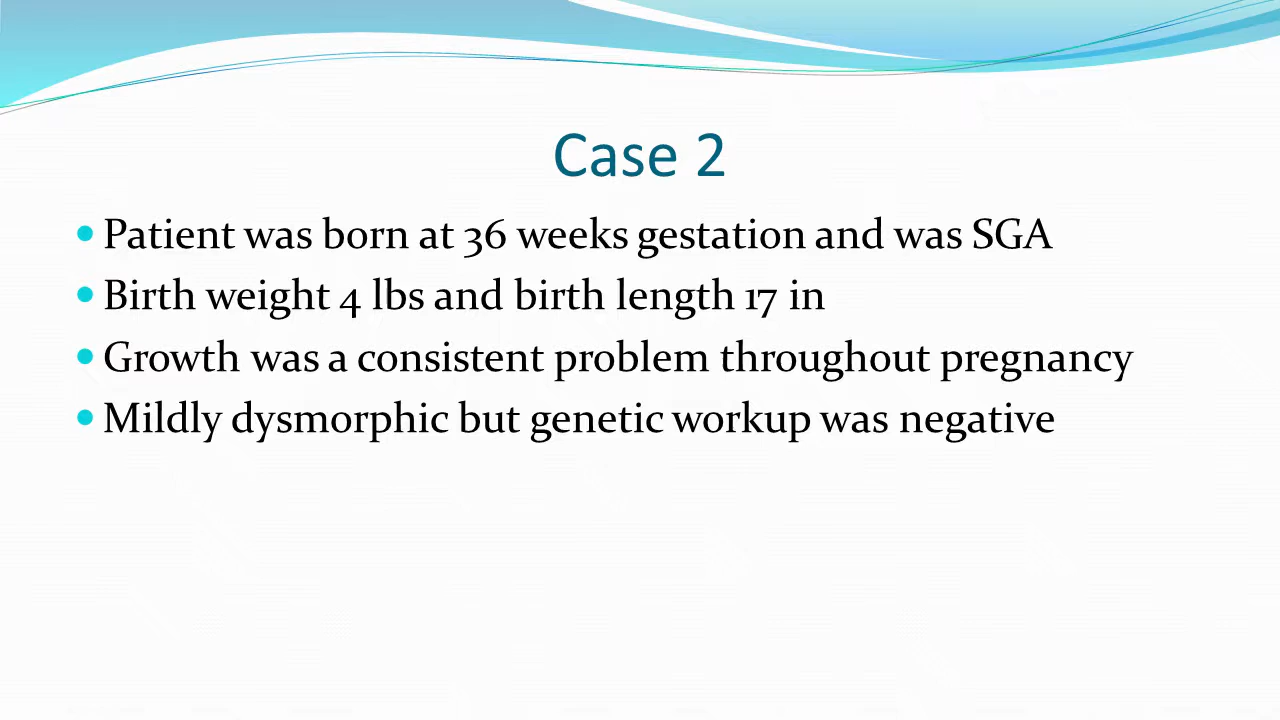 Case 2
• Patient was born at 36 weeks gestation and was SGA
• Birth weight 4 lbs and birth length 17 in
• Growth was a consistent problem throughout pregnancy
• Mildly dysmorphic but genetic workup was negative